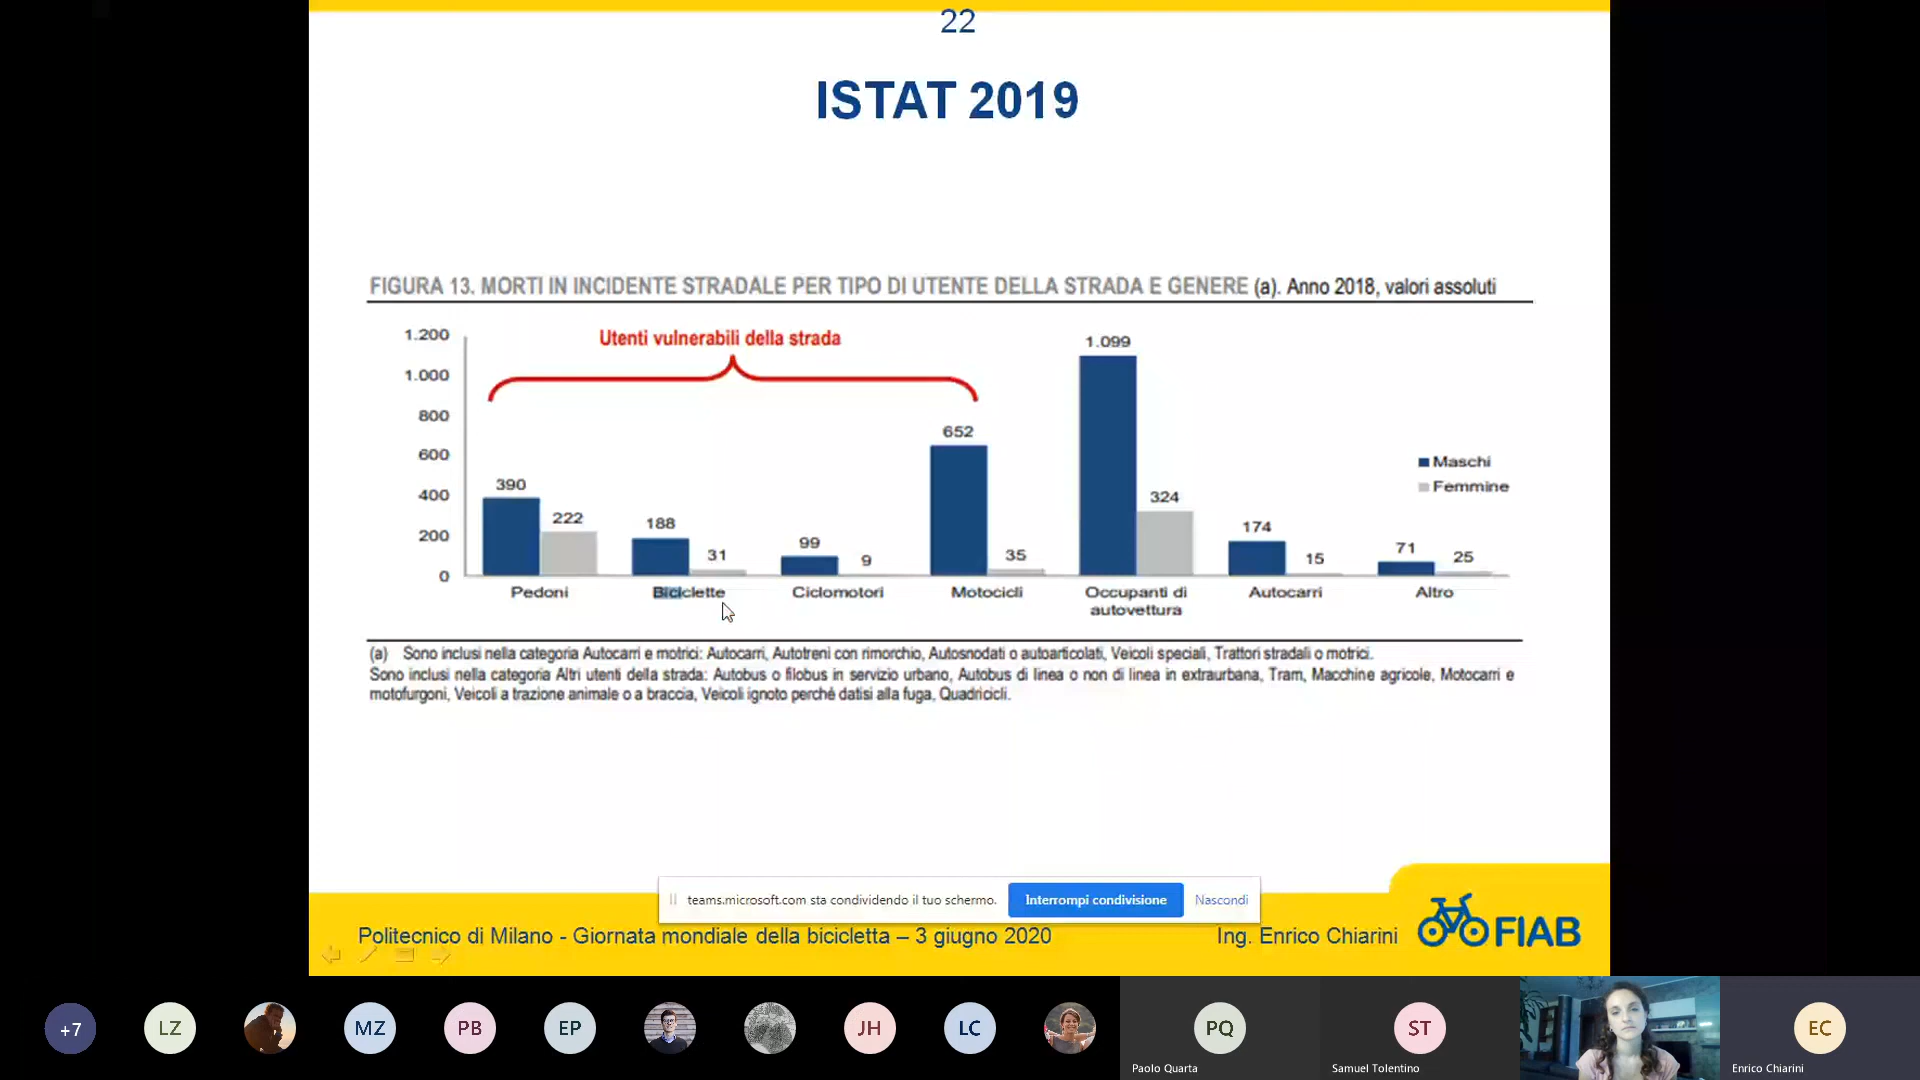 22
ISTAT 2019
FIGURA 13. MORTI IN INCIDENTE STRADALE PER TIPO DI UTENTE DELLA STRADA E GENERE (a). Anno 2018, valori assoluti
Utenti vulnerabili della strada
1.200
1.000
800
600
400
200
0
390
222
188
31
99
9
652
35
1.099
324
174
15
71
25
Maschi
Femmine
Pedoni
Biciclette
Ciclomotori
Motocicli
Occupanti di
autovettura
Autocarri
Altro
(a) Sono inclusi nella categoria Autocarri e motrici: Autocarri, Autotreni con rimorchio, Autosnodati o autoarticolati, Veicoli speciali, Trattori stradali o motrici.
Sono inclusi nella categoria Altri utenti della strada: Autobus o filobus in servizio urbano, Autobus di linea o non di linea in extraurbana, Tram, Macchine agricole, Motocarri e
motofurgoni, Veicoli a trazione animale o a braccia, Veicoli ignoto perché datisi alla fuga, Quadricicli.
teams.microsoft.com sta condividendo il tuo schermo.
Interrompi condivisione
Nascondi
Politecnico di Milano - Giornata mondiale della bicicletta – 3 giugno 2020
Ing. Enrico Chiarini
FIAB
+7
LZ
MZ
PB
EP
JH
LC
PQ
ST
EC
Paolo Quarta
Samuel Tolentino
Enrico Chiarini